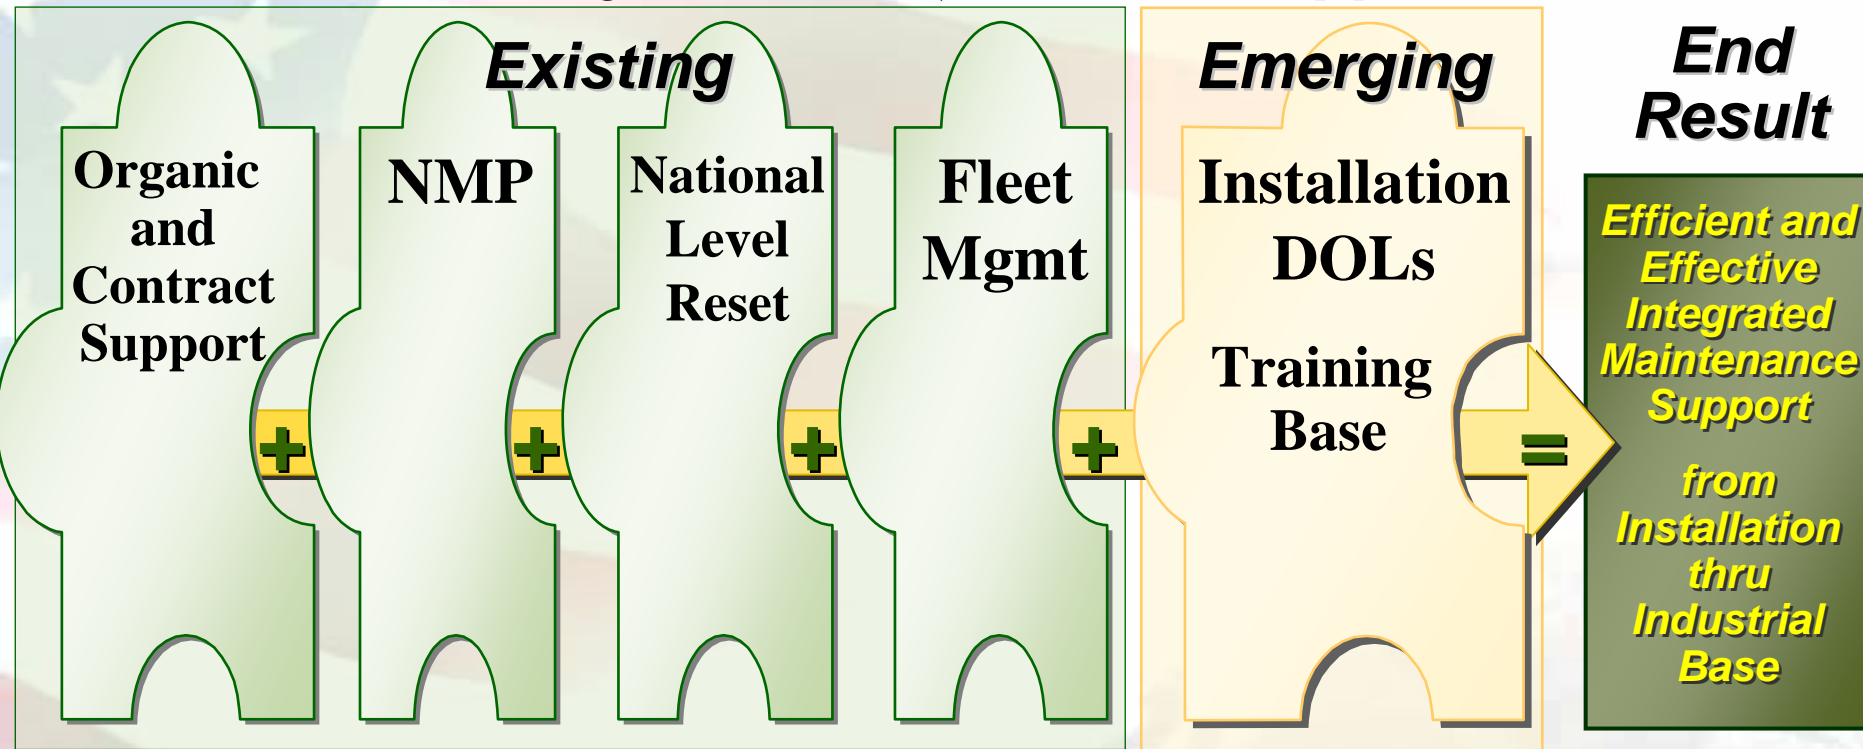 Existing
Organic
and
Contract
Support
+
NMP
+
National
Level
Reset
+
Fleet
Mgmt
+
Emerging
Installation
DOLs
Training
Base
=
End
Result
Efficient and
Effective
Integrated
Maintenance
Support
from
Installation
thru
Industrial
Base